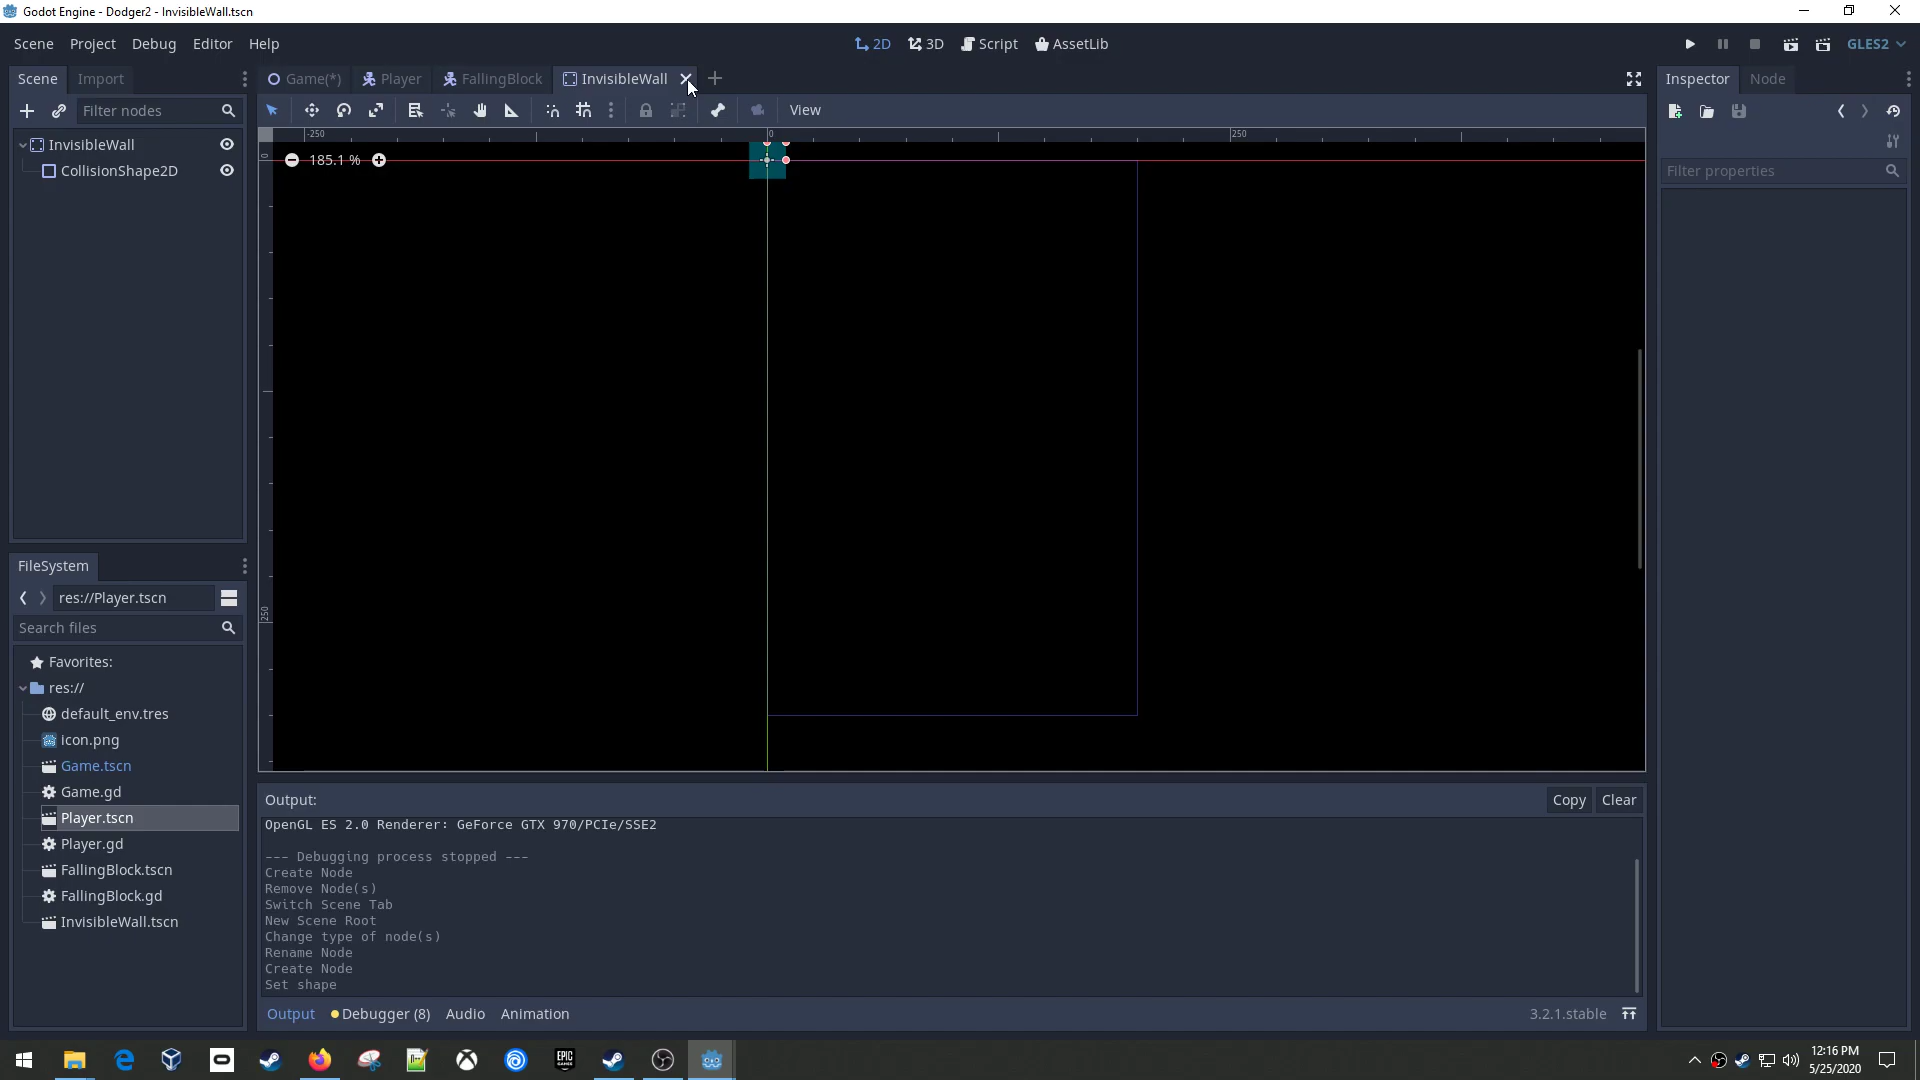 Godot Engine - Dodger2 - InvisibleWall.tscn
Scene Project Debug Editor Help
2D 3D Script AssetLib
GLES2
Scene Import
Game(*) Player FallingBlock InvisibleWall
Inspector Node
Filter nodes
View
-250 0 250
InvisibleWall
0
185.1 %
CollisionShape2D
Filter properties
FileSystem
res://Player.tscn
250
Search files
Favorites:
res://
default_env.tres
icon.png
Game.tscn
Game.gd
Player.tscn
Player.gd
FallingBlock.tscn
FallingBlock.gd
InvisibleWall.tscn
Output:
Copy Clear
OpenGL ES 2.0 Renderer: GeForce GTX 970/PCIe/SSE2
--- Debugging process stopped ---
Create Node
Remove Node(s)
Switch Scene Tab
New Scene Root
Change type of node(s)
Rename Node
Create Node
Set shape
Output Debugger (8) Audio Animation
3.2.1.stable
EPIC
GAMES
12:16 PM
5/25/2020